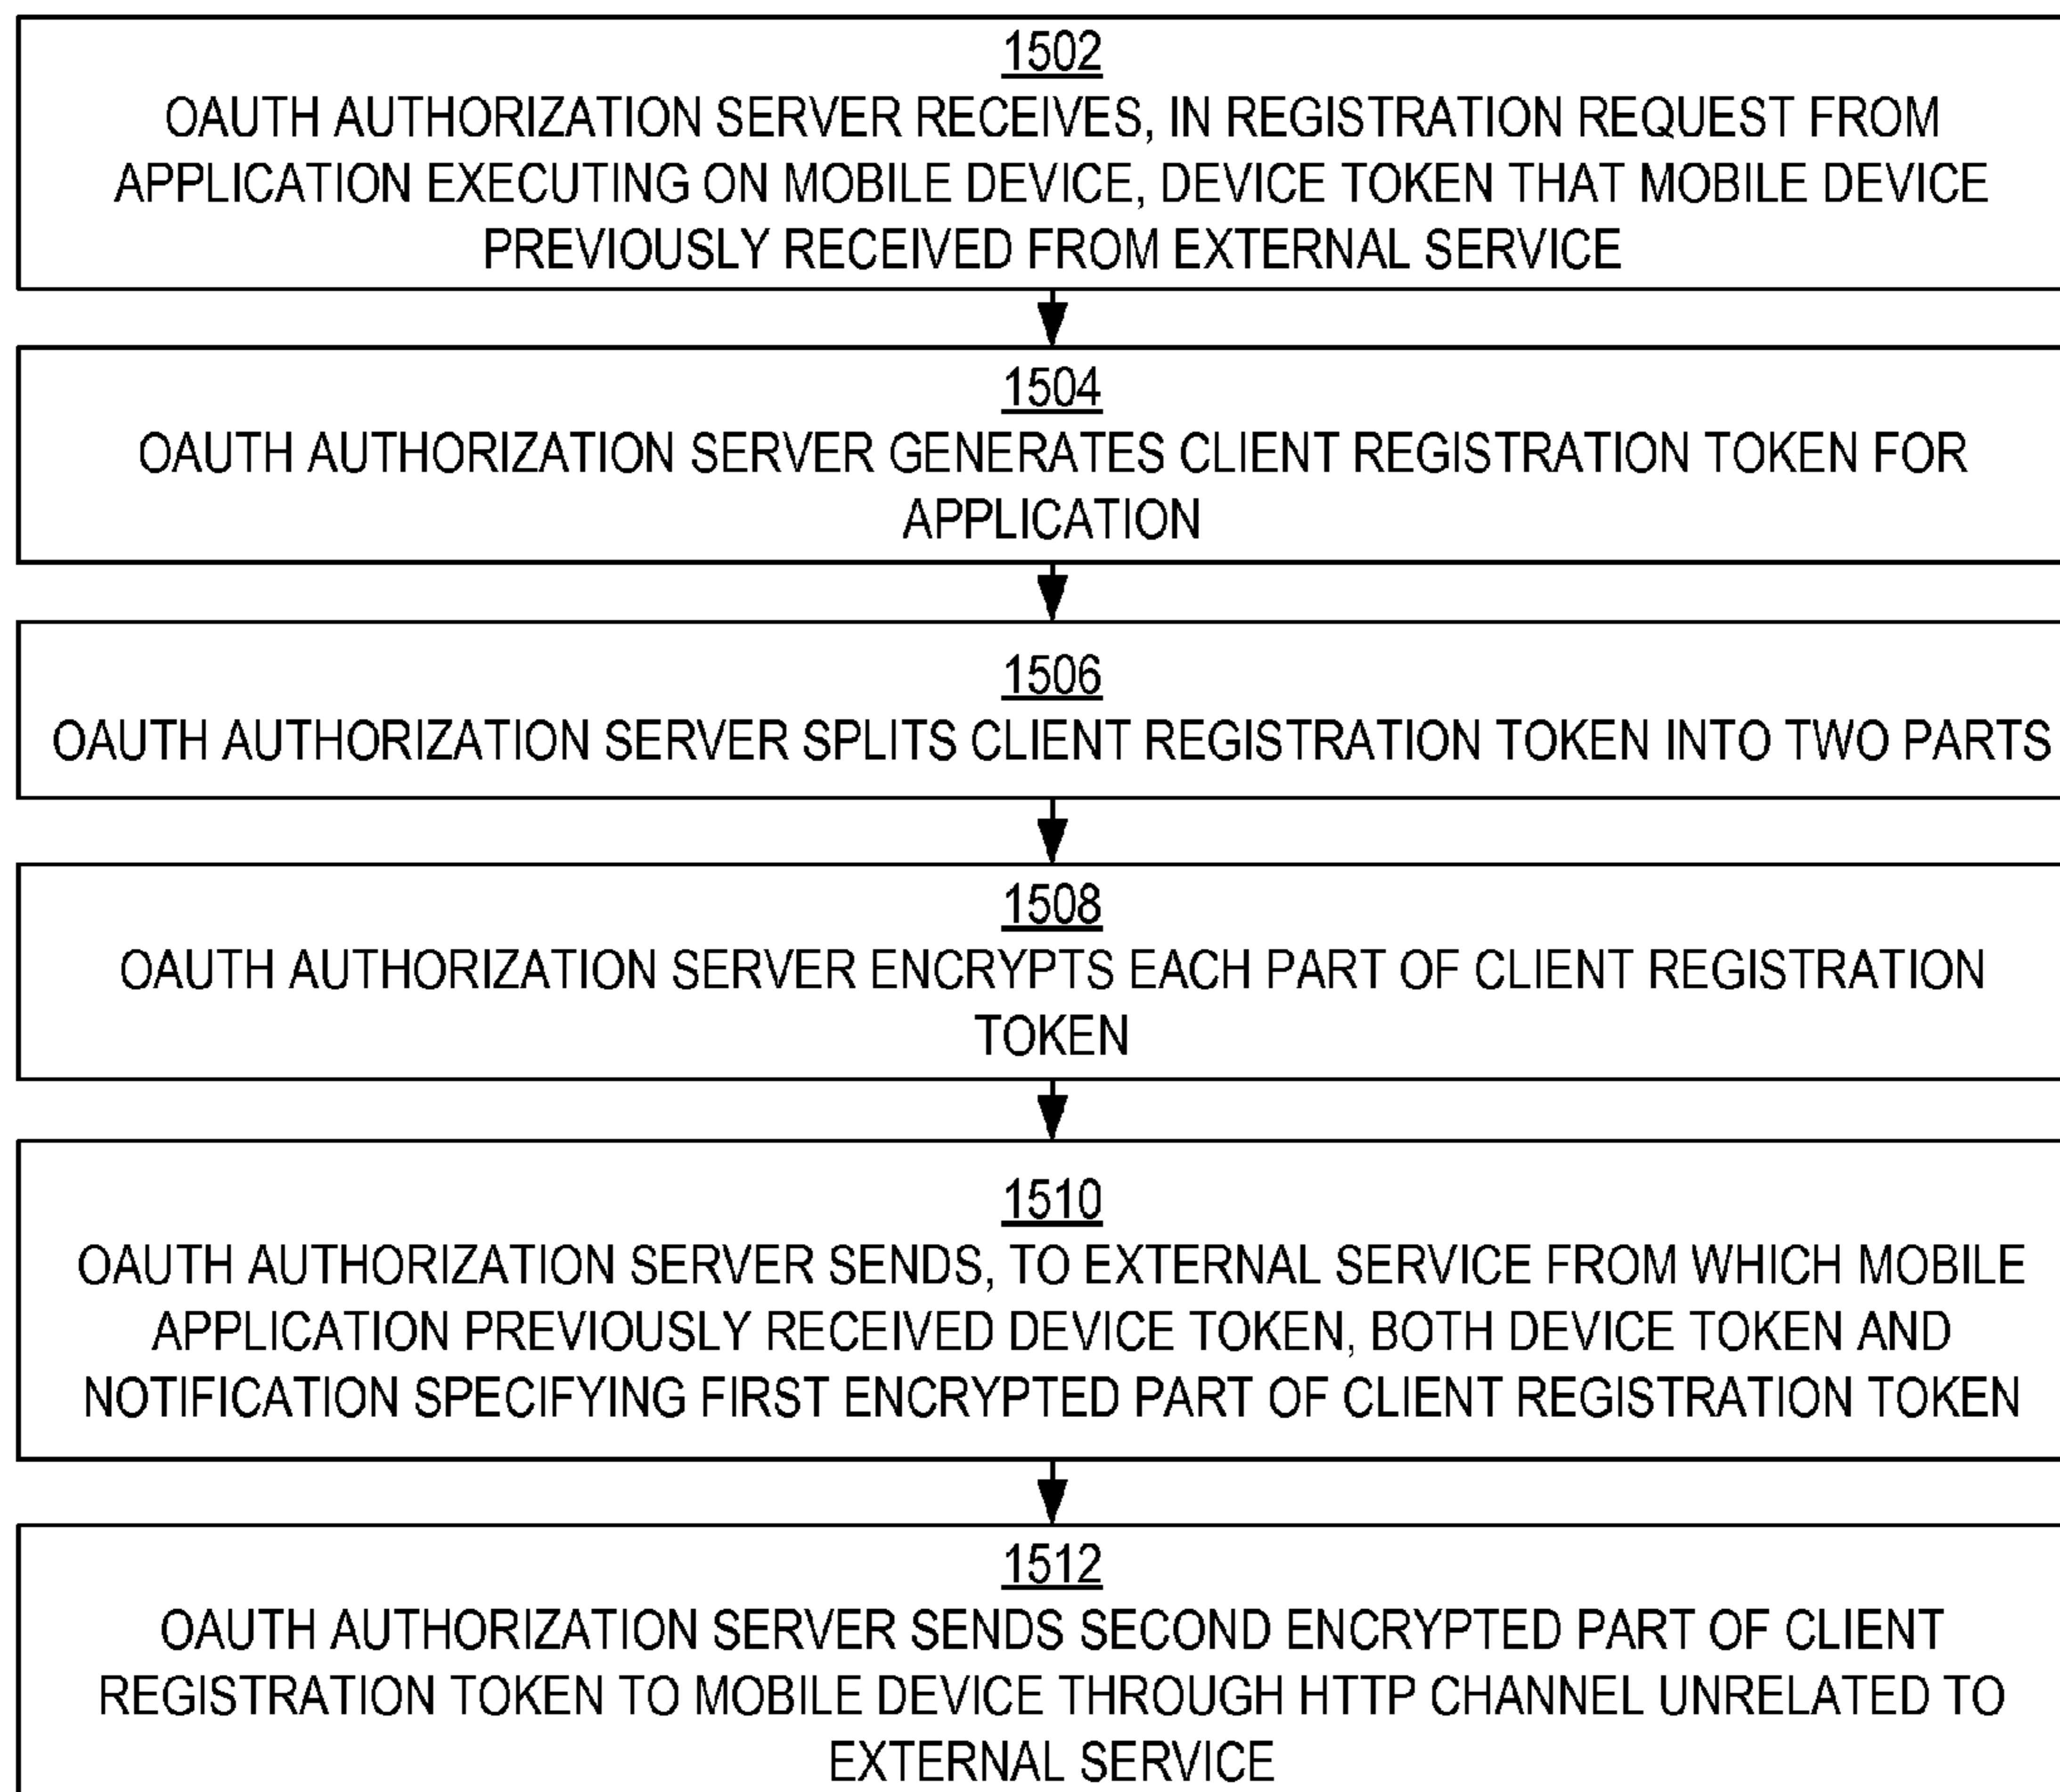 1502
OAUTH AUTHORIZATION SERVER RECEIVES, IN REGISTRATION REQUEST FROM
APPLICATION EXECUTING ON MOBILE DEVICE, DEVICE TOKEN THAT MOBILE DEVICE
PREVIOUSLY RECEIVED FROM EXTERNAL SERVICE
1504
OAUTH AUTHORIZATION SERVER GENERATES CLIENT REGISTRATION TOKEN FOR
APPLICATION
1506
OAUTH AUTHORIZATION SERVER SPLITS CLIENT REGISTRATION TOKEN INTO TWO PARTS
1508
OAUTH AUTHORIZATION SERVER ENCRYPTS EACH PART OF CLIENT REGISTRATION
TOKEN
1510
OAUTH AUTHORIZATION SERVER SENDS, TO EXTERNAL SERVICE FROM WHICH MOBILE
APPLICATION PREVIOUSLY RECEIVED DEVICE TOKEN, BOTH DEVICE TOKEN AND
NOTIFICATION SPECIFYING FIRST ENCRYPTED PART OF CLIENT REGISTRATION TOKEN
1512
OAUTH AUTHORIZATION SERVER SENDS SECOND ENCRYPTED PART OF CLIENT
REGISTRATION TOKEN TO MOBILE DEVICE THROUGH HTTP CHANNEL UNRELATED TO
EXTERNAL SERVICE